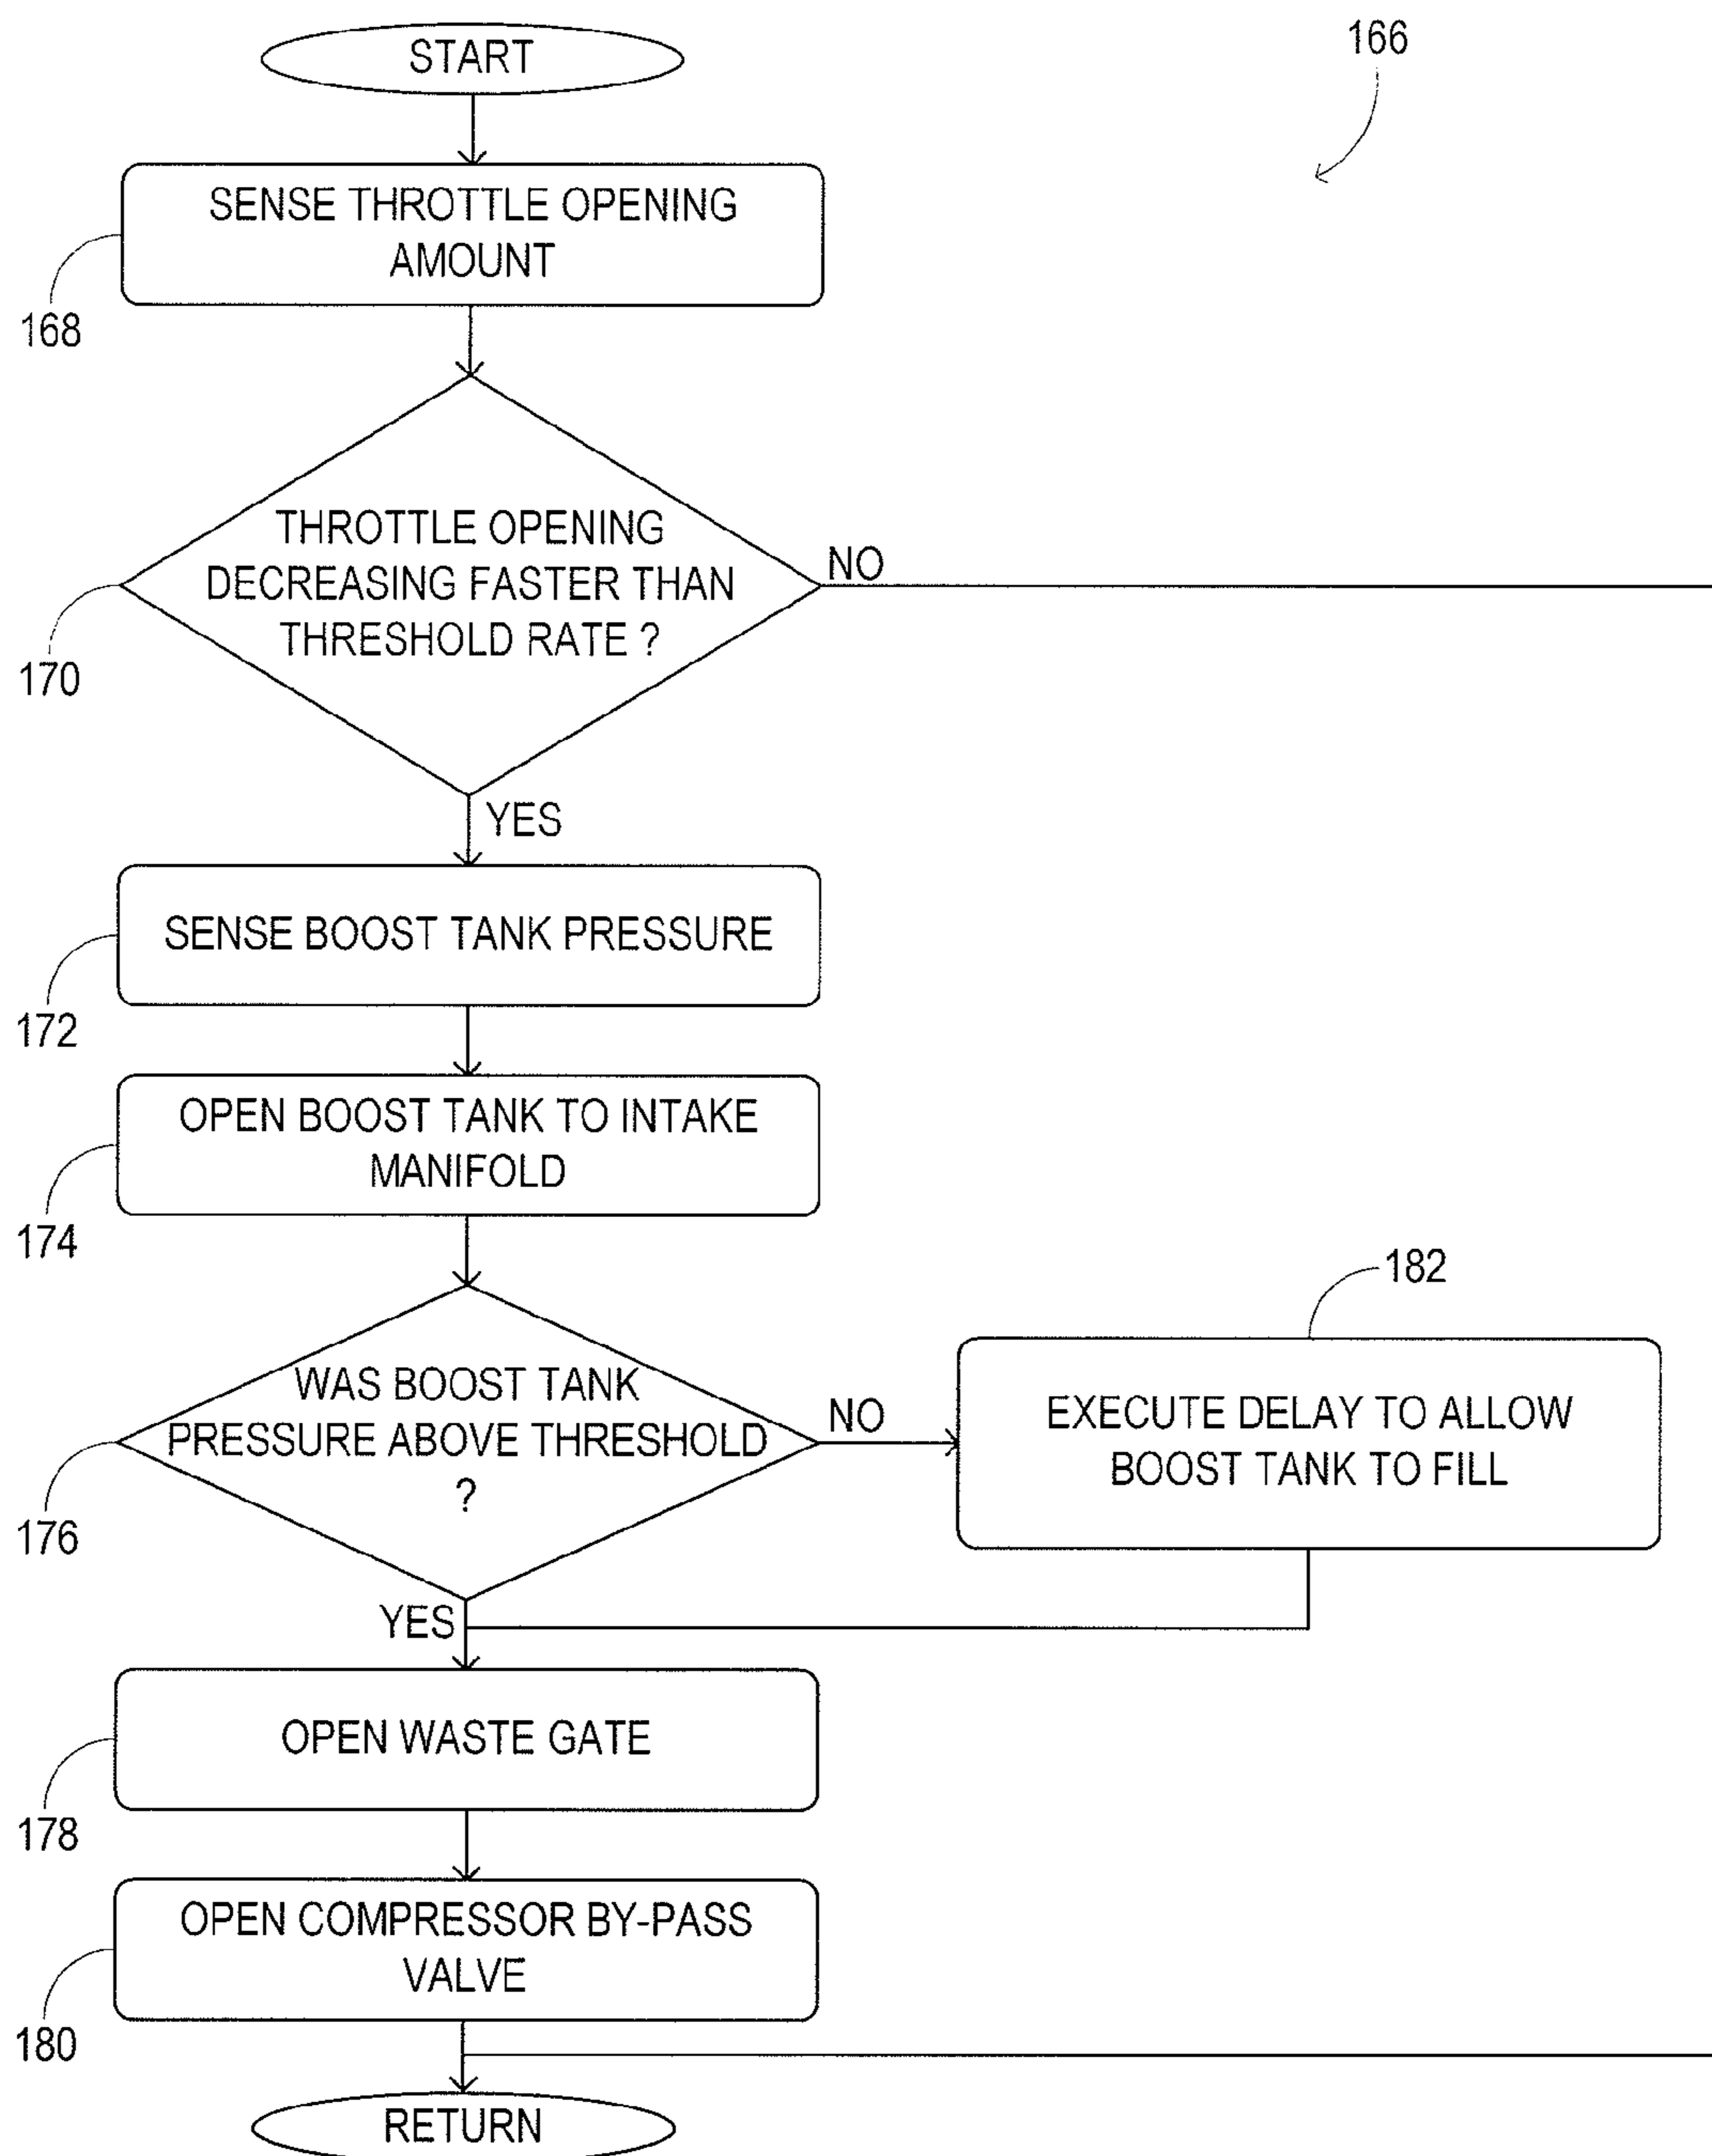 START
166
SENSE THROTTLE OPENING
AMOUNT
168
THROTTLE OPENING
DECREASING FASTER THAN
THRESHOLD RATE ?
NO
170
YES
SENSE BOOST TANK PRESSURE
172
OPEN BOOST TANK TO INTAKE
MANIFOLD
174
182
WAS BOOST TANK
PRESSURE ABOVE THRESHOLD
?
NO
EXECUTE DELAY TO ALLOW
BOOST TANK TO FILL
176
YES
OPEN WASTE GATE
178
OPEN COMPRESSOR BY-PASS
VALVE
180
RETURN